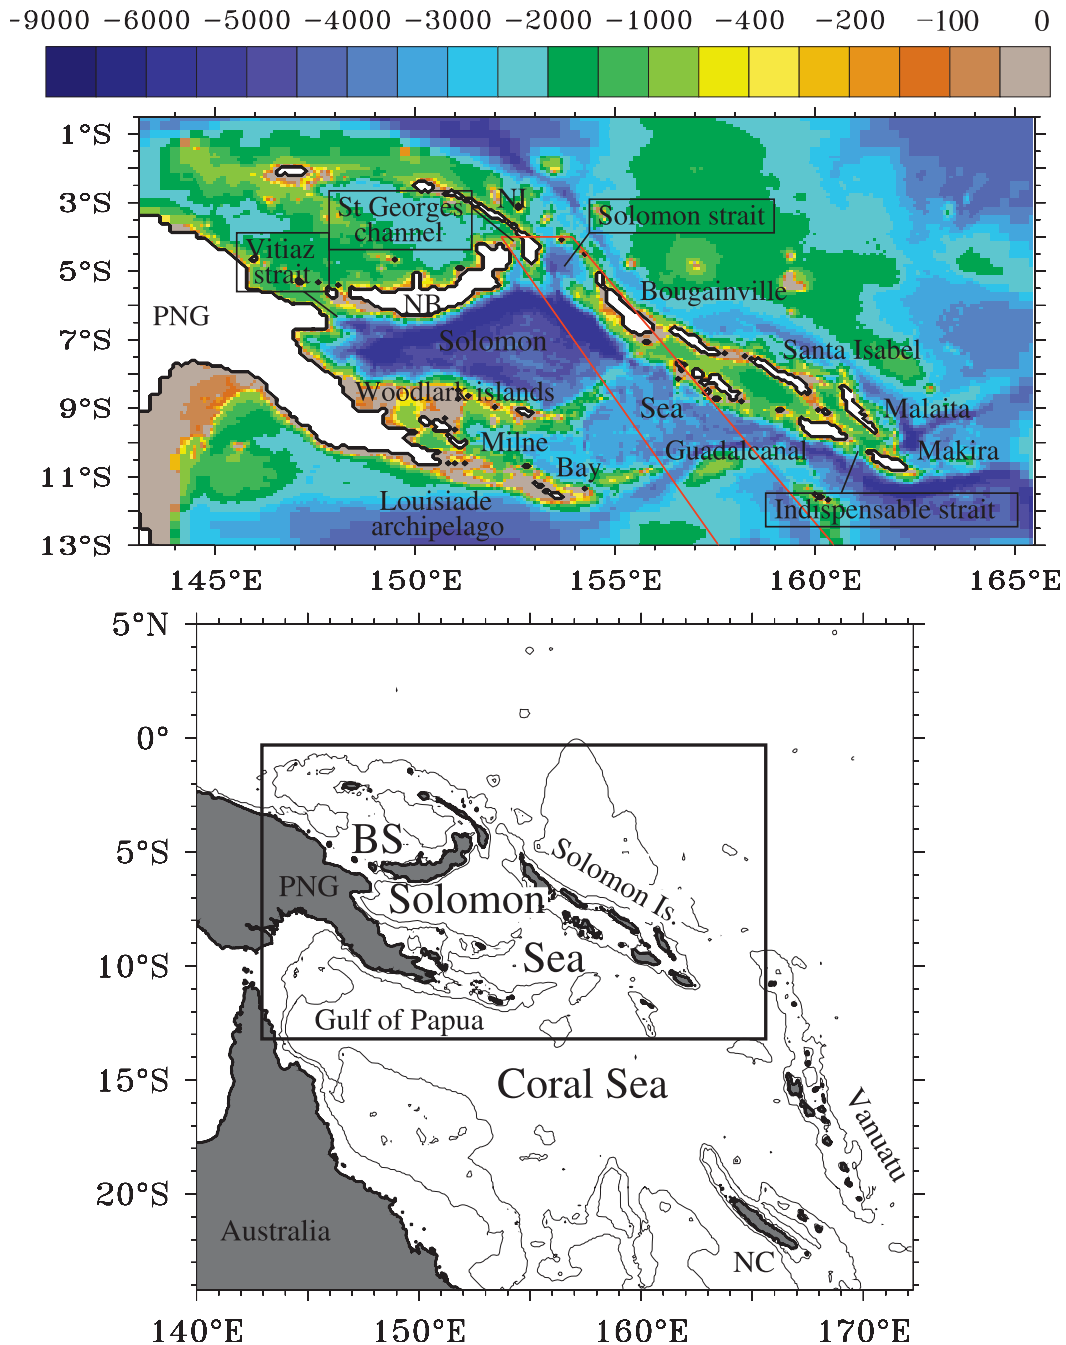 -9000 -6000 -5000 -4000 -3000 -2000 -1000 -400 -200 -100 0
1°S
3°S
5°S
7°S
9°S
11°S
13°S
NI
St Georges
channel
Solomon strait
Vitiaz
strait
Bougainville
NB
PNG
Solomon
Santa Isabel
Woodlark islands
Sea
Malaita
Milne
Guadalcanal
Makira
Bay
Louisiade
archipelago
Indispensable strait
145°E 150°E 155°E 160°E 165°E
5°N
0°
5°S
10°S
15°S
20°S
BS
Solomon Is.
PNG
Solomon
Sea
Gulf of Papua
Coral Sea
Vanuatu
Australia
NC
140°E 150°E 160°E 170°E